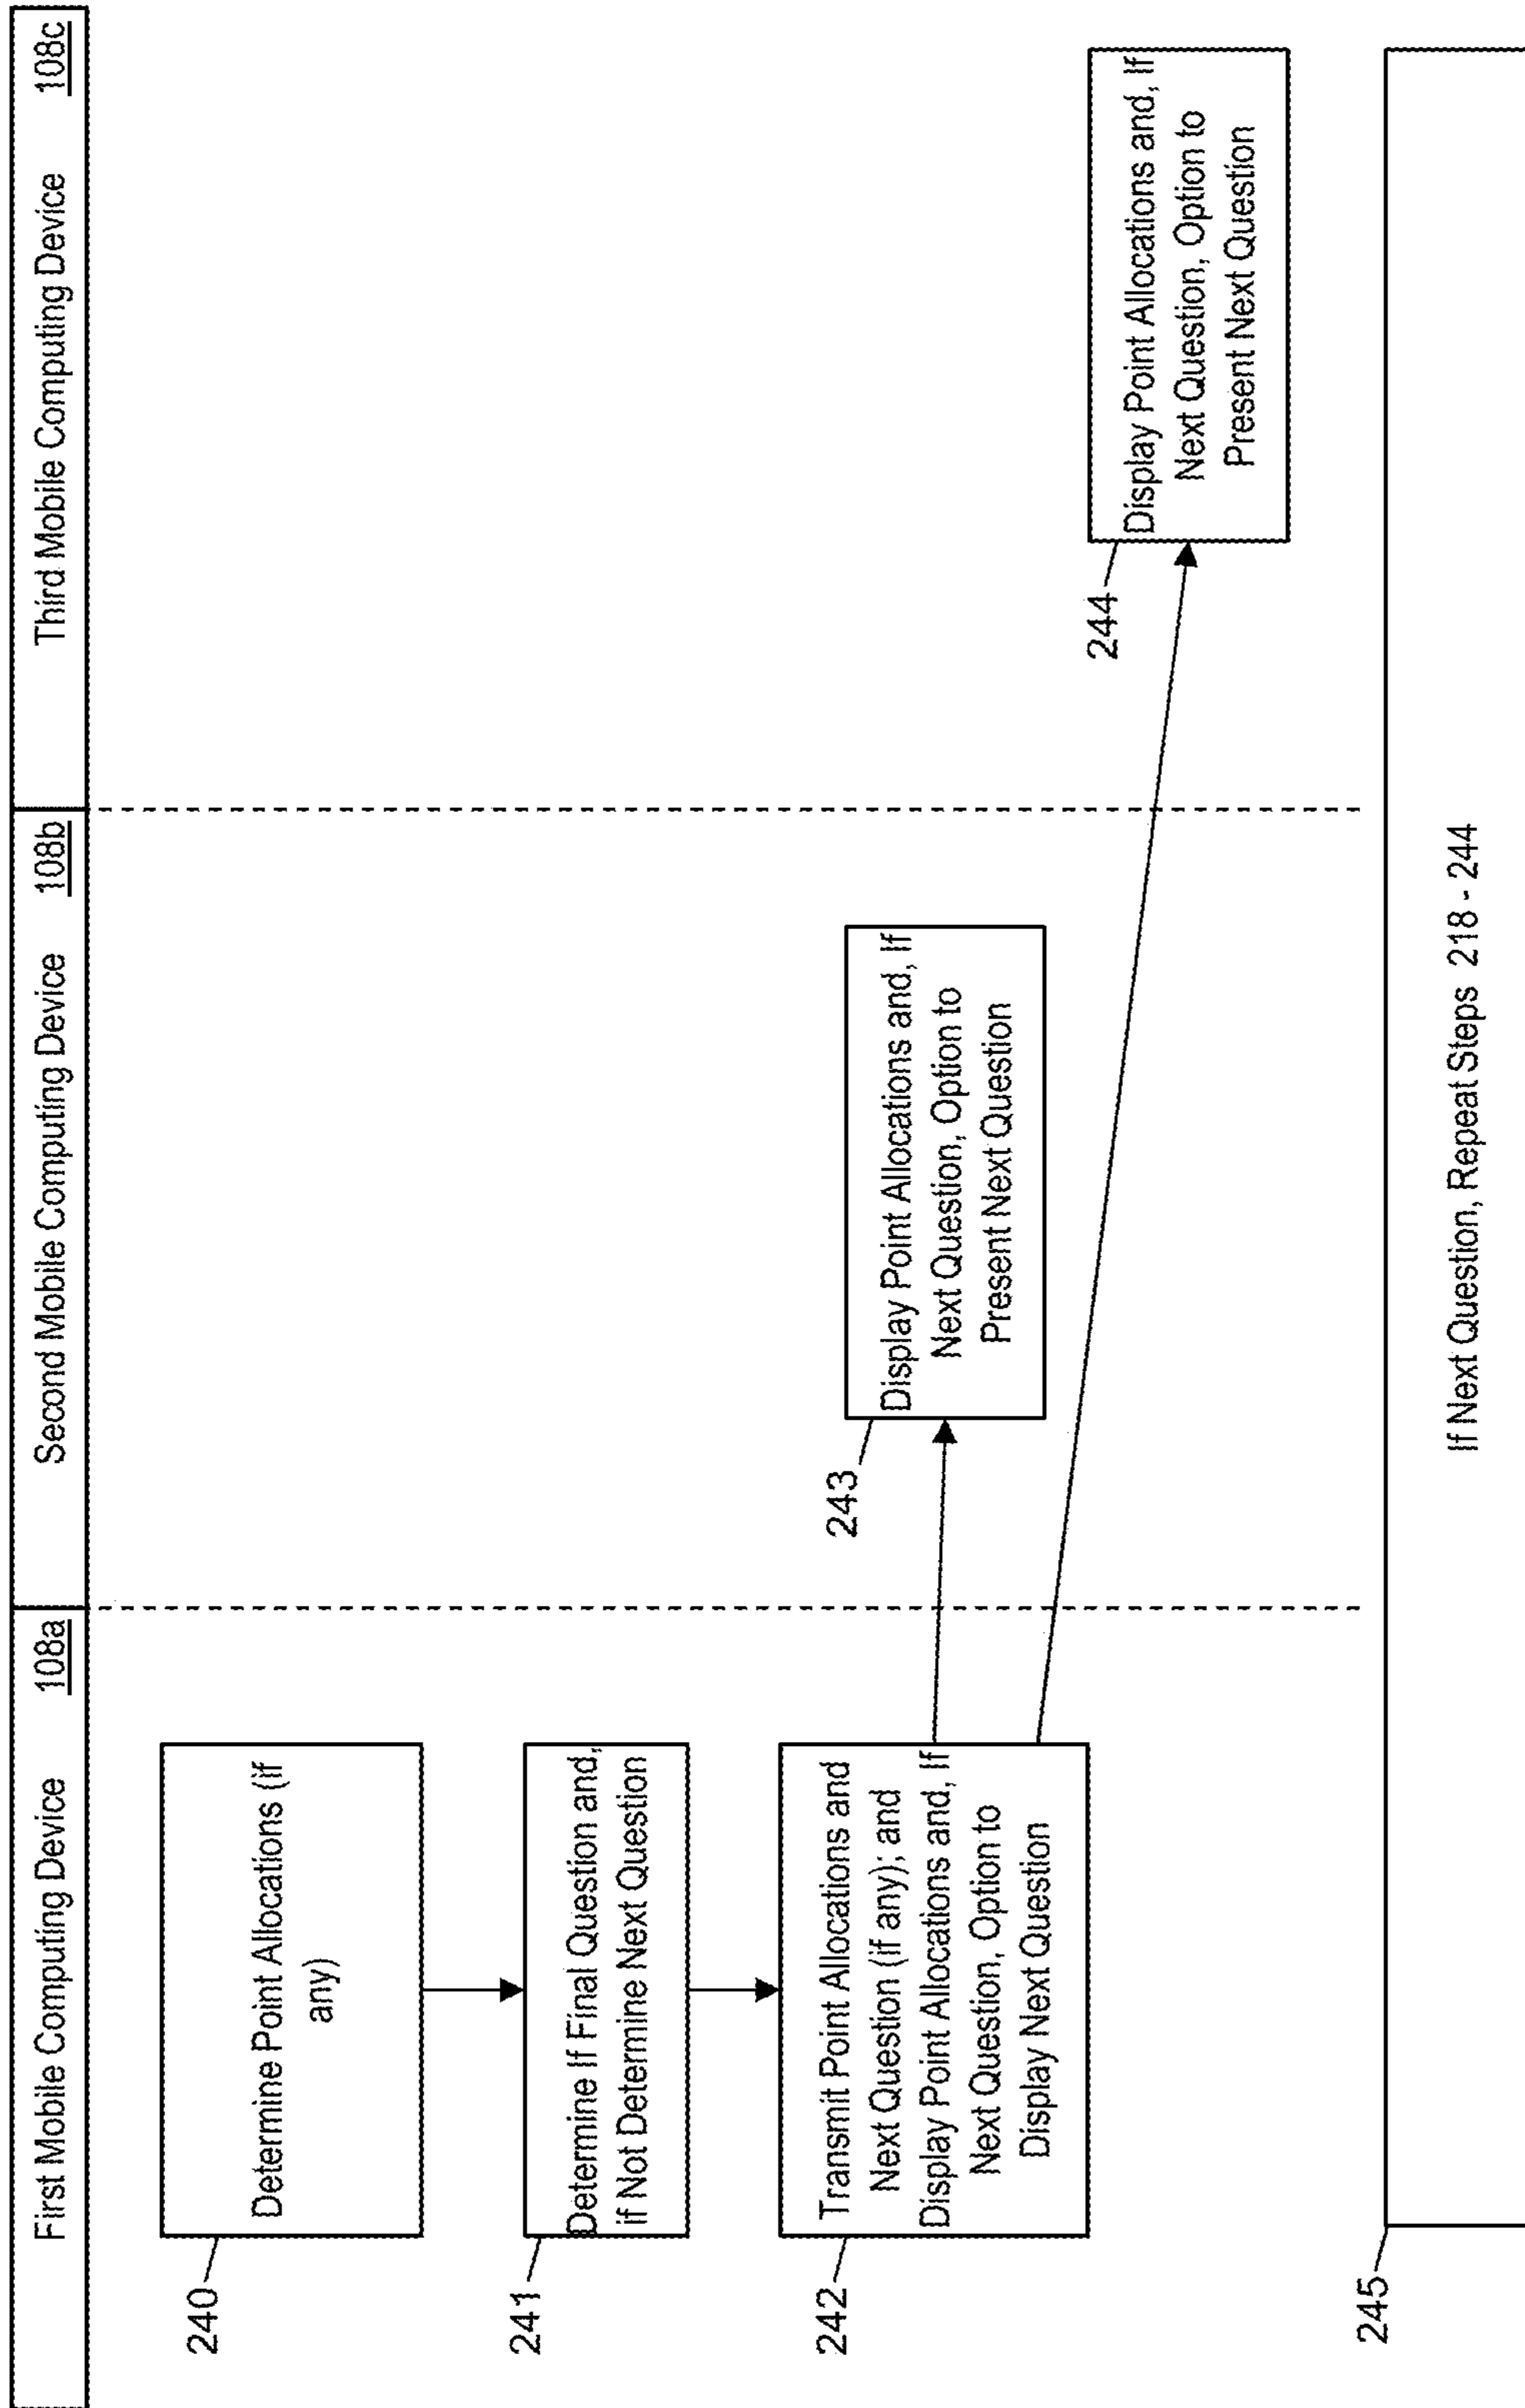 First Mobile Computing Device 108a
Second Mobile Computing Device 108b
Third Mobile Computing Device 108c
240
Determine Point Allocations (if
any)
241
Determine If Final Question and,
if Not Determine Next Question
242
Transmit Point Allocations and
Next Question (if any); and
Display Point Allocations and, If
Next Question, Option to
Display Next Question
243
Display Point Allocations and, If
Next Question, Option to
Present Next Question
244
Display Point Allocations and, If
Next Question, Option to
Present Next Question
245
If Next Question, Repeat Steps 218 - 244